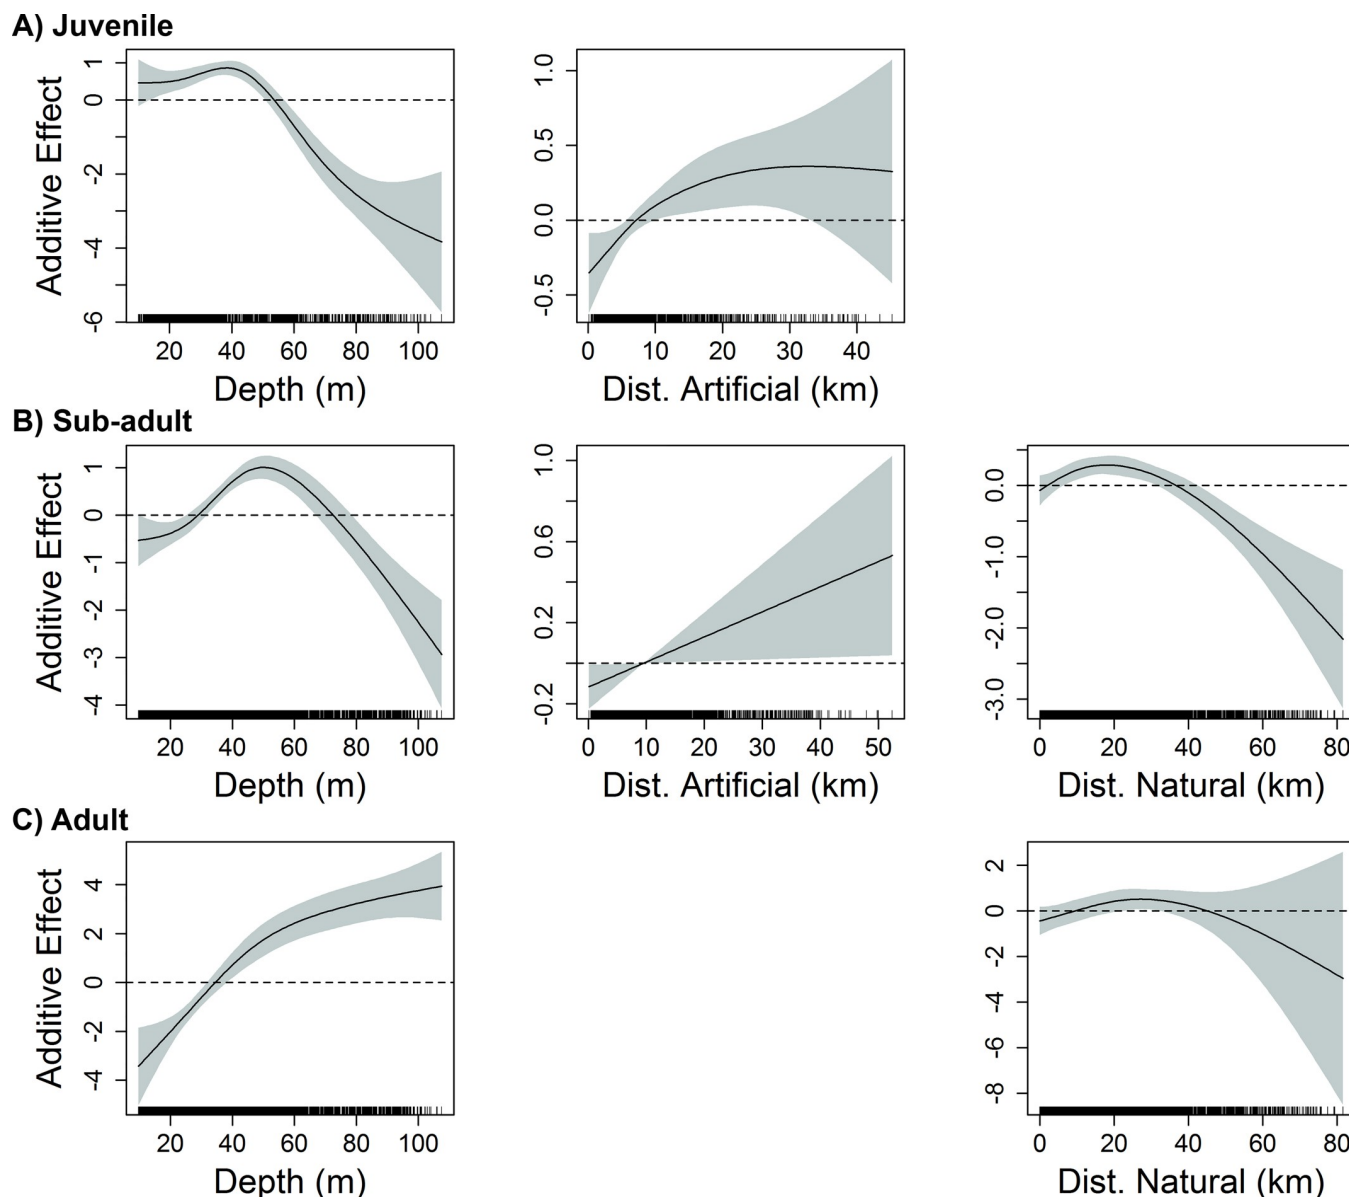 A) Juvenile
Additive Effect
1
0
-2
-4
-6
20 40 60 80 100
Depth (m)
1.0
0.5
0.0
-0.5
0 10 20 30 40
Dist. Artificial (km)
B) Sub-adult
Additive Effect
1
0
-1
-2
-3
-4
20 40 60 80 100
Depth (m)
1.0
0.6
0.2
-0.2
0 10 20 30 40 50
Dist. Artificial (km)
0.0
-1.0
-2.0
-3.0
0 20 40 60 80
Dist. Natural (km)
C) Adult
Additive Effect
4
2
0
-2
-4
20 40 60 80 100
Depth (m)
2
0
-2
-4
-6
-8
0 20 40 60 80
Dist. Natural (km)